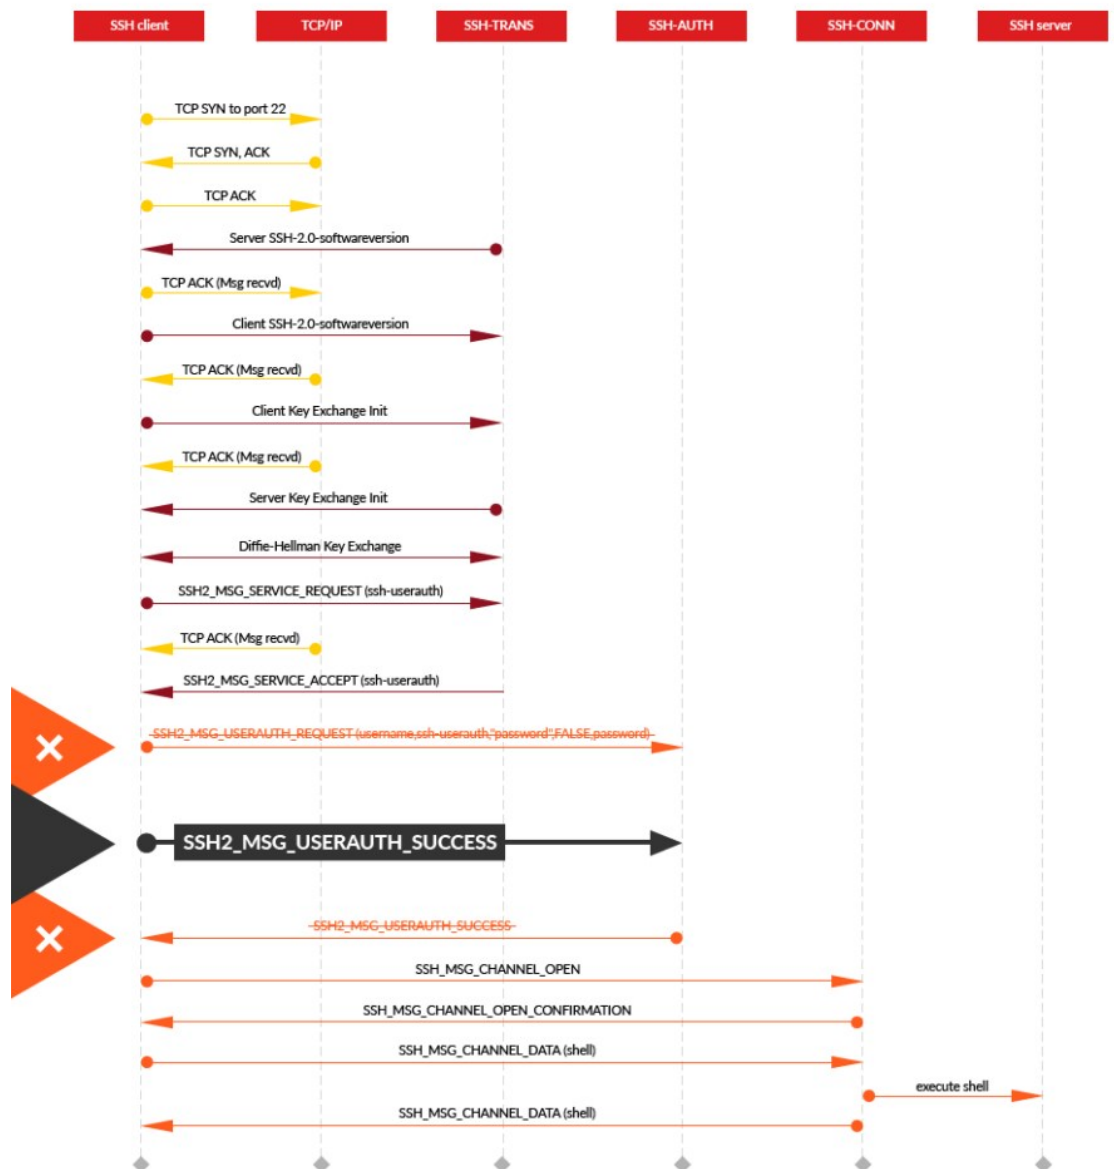 SSH client
TCP/IP
SSH-TRANS
SSH-AUTH
SSH-CONN
SSH server
TCP SYN to port 22
TCP SYN, ACK
TCP ACK
Server SSH-2.0-softwareversion
TCP ACK (Msg recvd)
Client SSH-2.0-softwareversion
TCP ACK (Msg recvd)
Client Key Exchange Init
TCP ACK (Msg recvd)
Server Key Exchange Init
Diffie-Hellman Key Exchange
SSH2_MSG_SERVICE_REQUEST (ssh-userauth)
TCP ACK (Msg recvd)
SSH2_MSG_SERVICE_ACCEPT (ssh-userauth)
SSH2_MSG_USERAUTH_REQUEST (username,ssh-userauth,"password",FALSE,password)
SSH2_MSG_USERAUTH_SUCCESS
SSH2_MSG_USERAUTH_SUCCESS
SSH_MSG_CHANNEL_OPEN
SSH_MSG_CHANNEL_OPEN_CONFIRMATION
SSH_MSG_CHANNEL_DATA (shell)
execute shell
SSH_MSG_CHANNEL_DATA (shell)